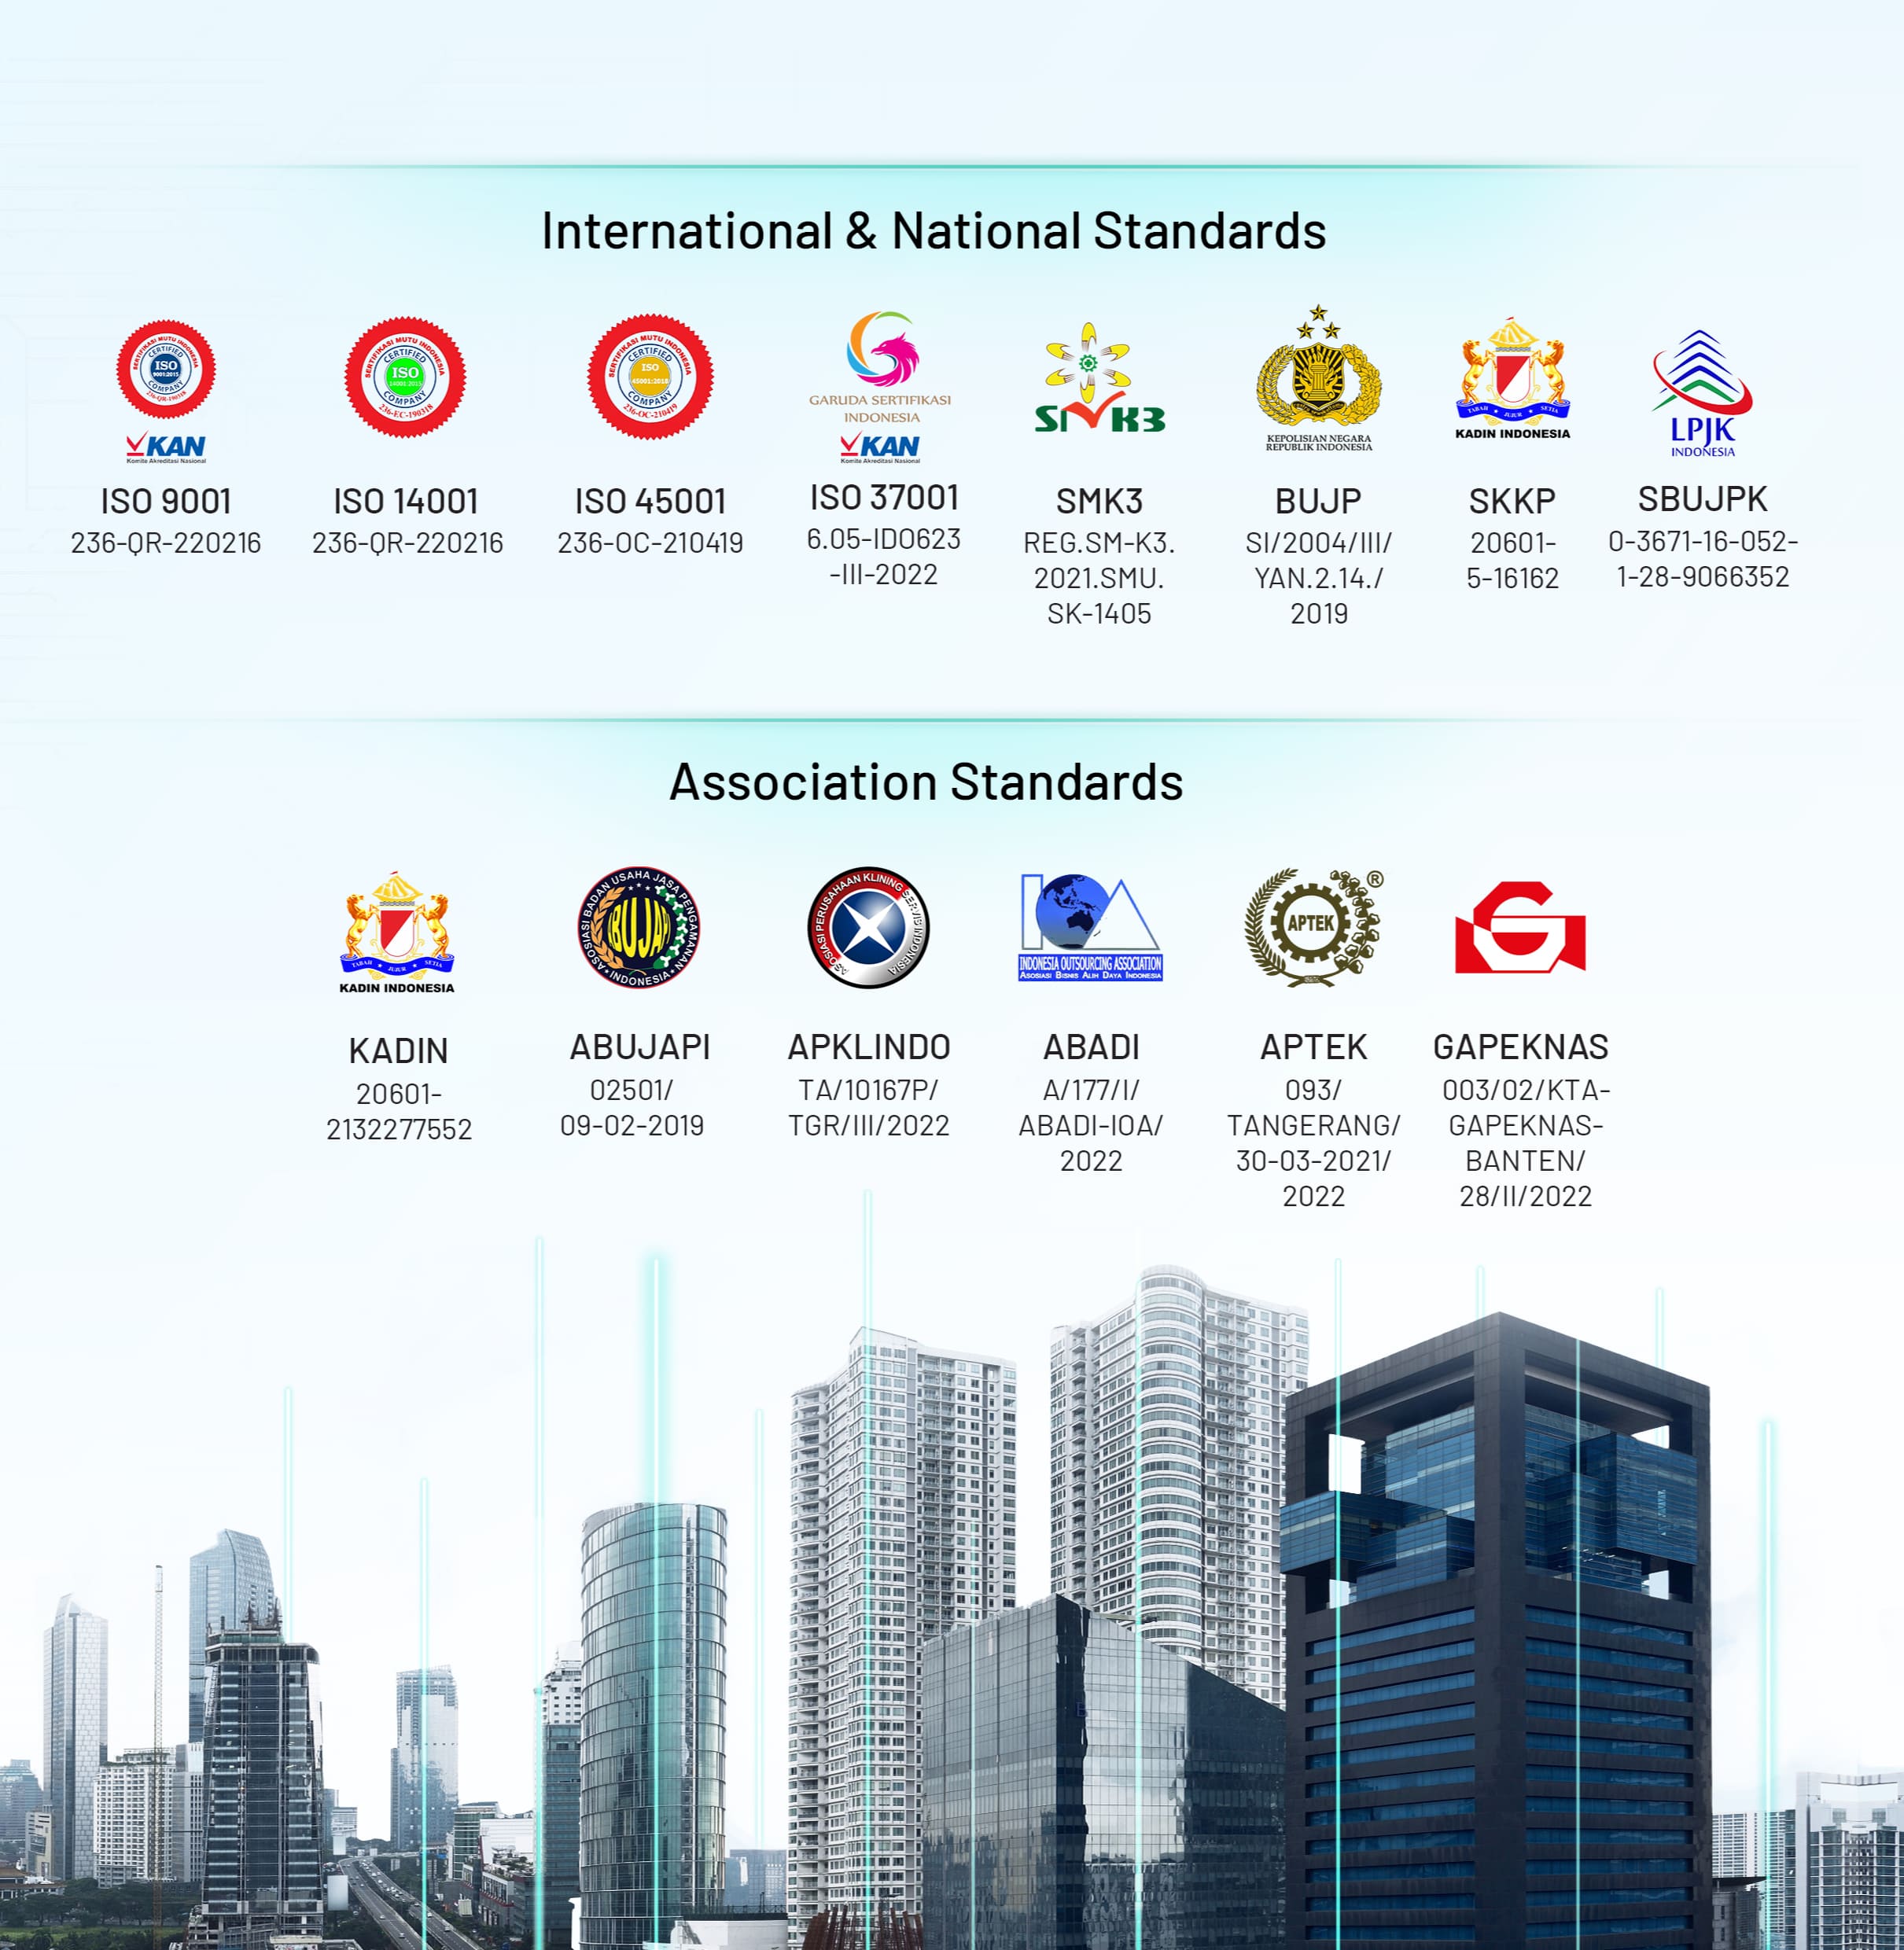 International & National Standards
SERTIFIKASI MUTU INDONESIA
CERTIFIED
ISO
9001:2015
COMPANY
236-QR-190318
KAN
Komite Akreditasi Nasional
ISO 9001
236-QR-220216
SERTIFIKASI MUTU INDONESIA
CERTIFIED
ISO
14001:2015
COMPANY
236-EC-190318
ISO 14001
236-QR-220216
SERTIFIKASI MUTU INDONESIA
CERTIFIED
ISO
45001:2018
COMPANY
236-OC-210419
ISO 45001
236-OC-210419
GARUDA SERTIFIKASI
INDONESIA
KAN
Komite Akreditasi Nasional
ISO 37001
6.05-IDO623
-III-2022
SMK3
SMK3
REG.SM-K3.
2021.SMU.
SK-1405
KEPOLISIAN NEGARA
REPUBLIK INDONESIA
BUJP
SI/2004/III/
YAN.2.14./
2019
TABAH JUJUR SETIA
KADIN INDONESIA
SKKP
20601-
5-16162
LPJK
INDONESIA
SBUJPK
0-3671-16-052-
1-28-9066352
Association Standards
TABAH JUJUR SETIA
KADIN INDONESIA
KADIN
20601-
2132277552
ASOSIASI BADAN USAHA JASA PENGAMANAN
ABUJAPI
INDONESIA
ABUJAPI
02501/
09-02-2019
ASOSIASI PERUSAHAAN KLINING SERVIS INDONESIA
APKLINDO
TA/10167P/
TGR/III/2022
IOA
INDONESIA OUTSOURCING ASSOCIATION
ASOSIASI BISNIS ALIH DAYA INDONESIA
ABADI
A/177/I/
ABADI-IOA/
2022
APTEK
®
APTEK
093/
TANGERANG/
30-03-2021/
2022
G
GAPEKNAS
003/02/KTA-
GAPEKNAS-
BANTEN/
28/II/2022